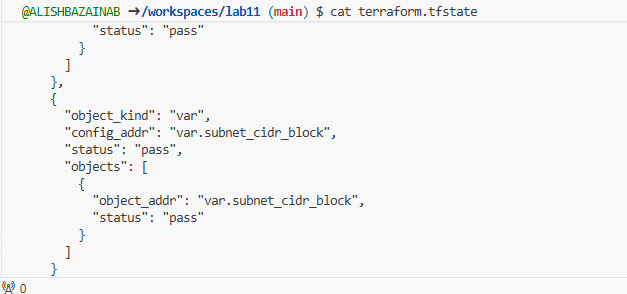 @ALISHBAZAINAB ➜/workspaces/lab11 (main) $ cat terraform.tfstate
"status": "pass"
}
]
},
{
"object_kind": "var",
"config_addr": "var.subnet_cidr_block",
"status": "pass",
"objects": [
{
"object_addr": "var.subnet_cidr_block",
"status": "pass"
}
]
}
0